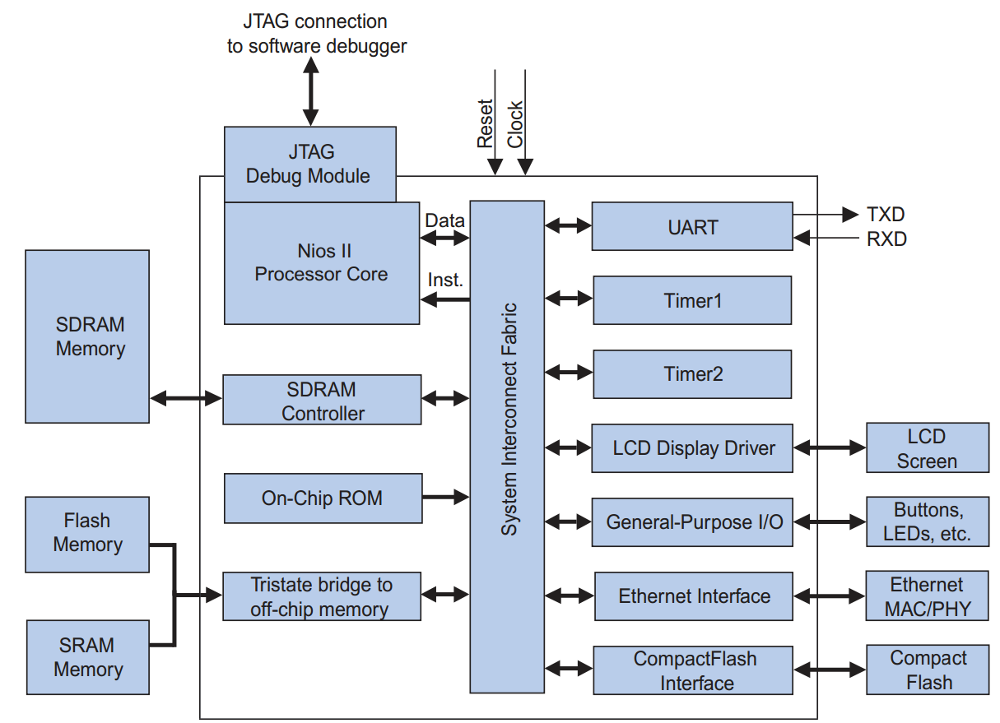 JTAG connection
to software debugger
Reset
Clock
JTAG
Debug Module
Nios II
Processor Core
Data
Inst.
SDRAM
Memory
SDRAM
Controller
On-Chip ROM
Flash
Memory
SRAM
Memory
Tristate bridge to
off-chip memory
System Interconnect Fabric
UART
TXD
RXD
Timer1
Timer2
LCD Display Driver
LCD
Screen
General-Purpose I/O
Buttons,
LEDs, etc.
Ethernet Interface
Ethernet
MAC/PHY
CompactFlash
Interface
Compact
Flash